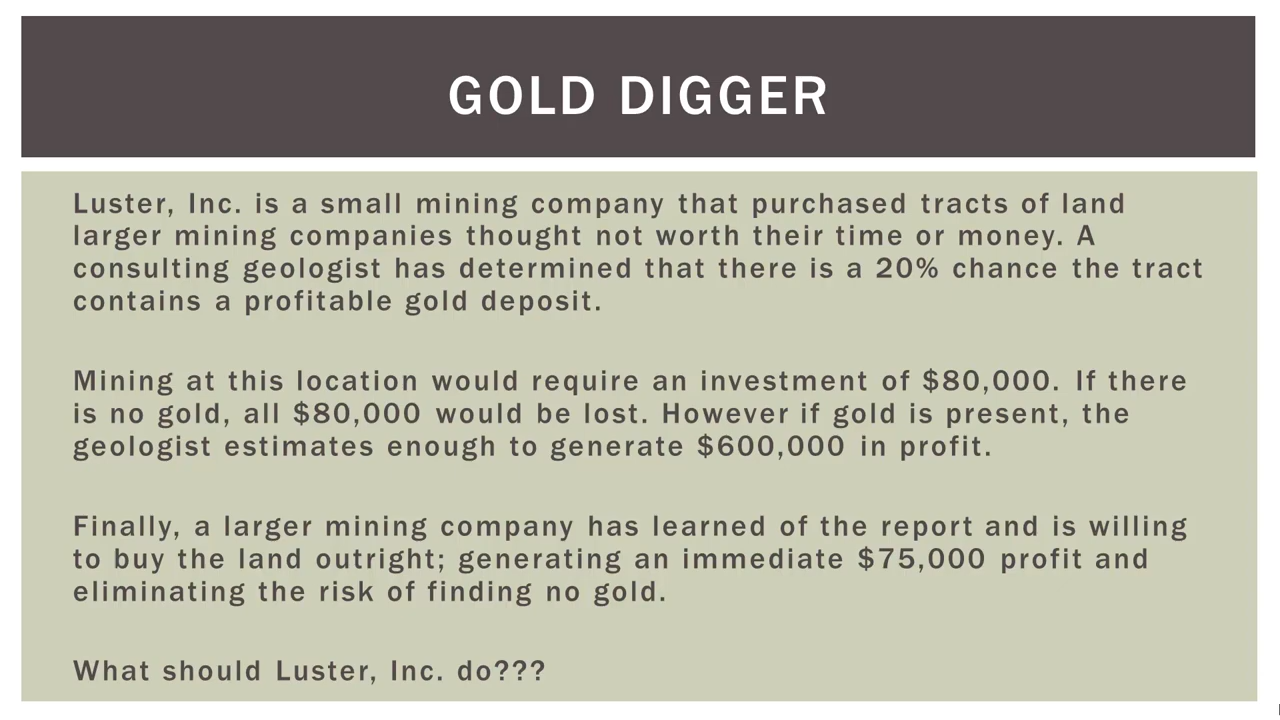 GOLD DIGGER
Luster, Inc. is a small mining company that purchased tracts of land
larger mining companies thought not worth their time or money. A
consulting geologist has determined that there is a 20% chance the tract
contains a profitable gold deposit.
Mining at this location would require an investment of $80,000. If there
is no gold, all $80,000 would be lost. However if gold is present, the
geologist estimates enough to generate $600,000 in profit.
Finally, a larger mining company has learned of the report and is willing
to buy the land outright; generating an immediate $75,000 profit and
eliminating the risk of finding no gold.
What should Luster, Inc. do???